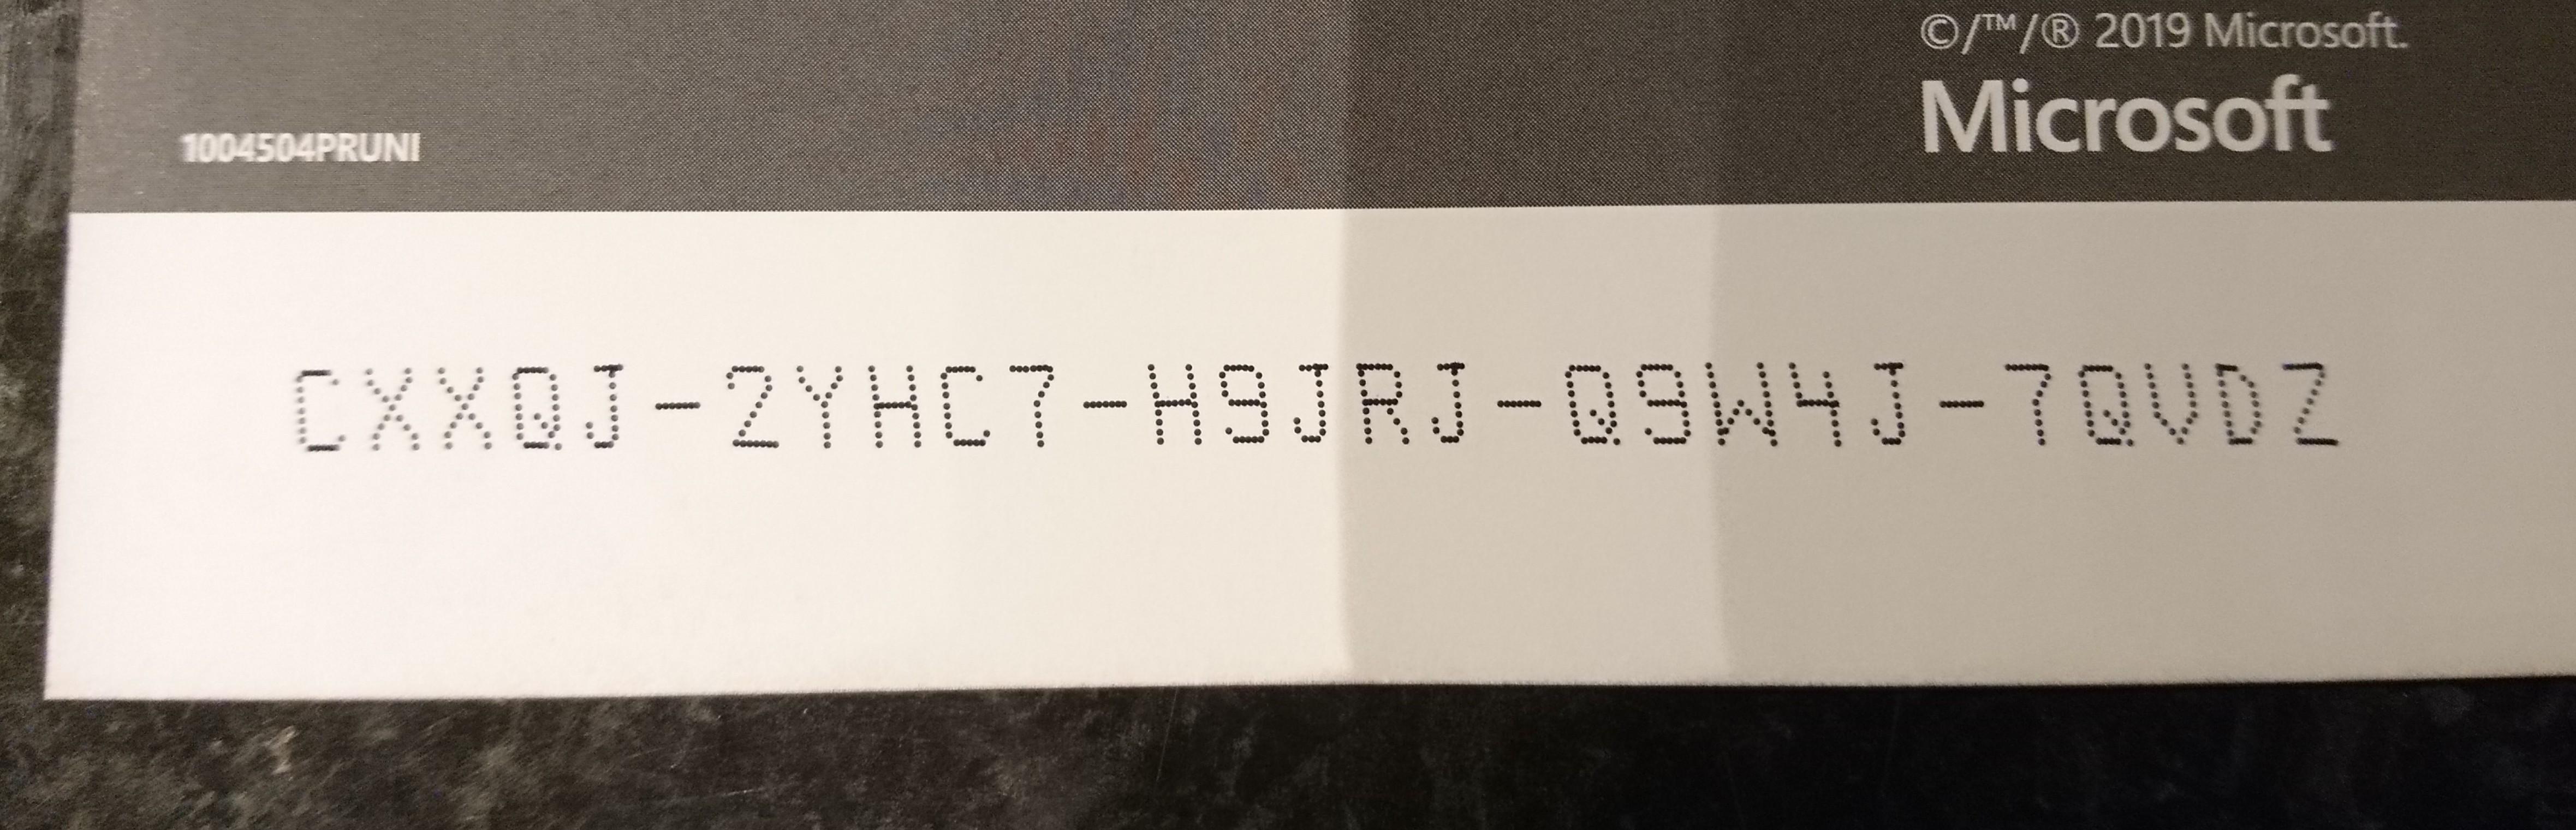 ©/™/® 2019 Microsoft.
Microsoft
1004504PRUNI
CXXQJ-2YHC7-H9JRJ-Q9W4J-7QVDZ